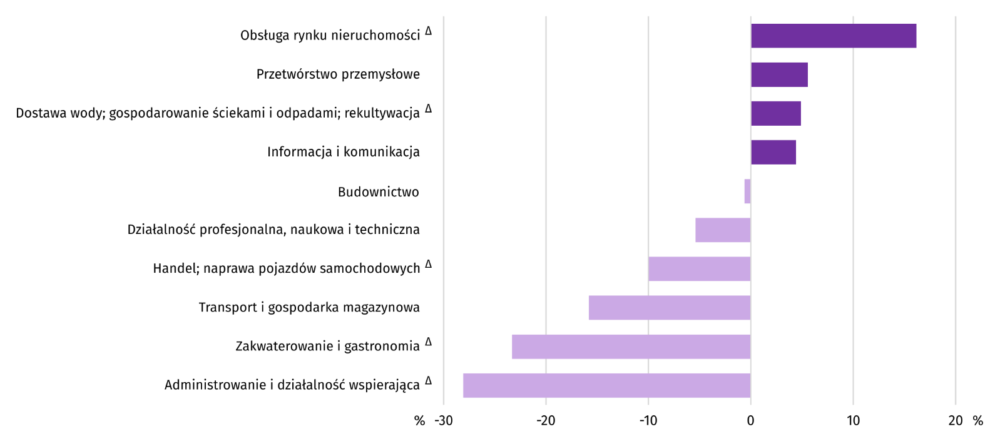 Obsługa rynku nieruchomości Δ
Przetwórstwo przemysłowe
Dostawa wody; gospodarowanie ściekami i odpadami; rekultywacja Δ
Informacja i komunikacja
Budownictwo
Działalność profesjonalna, naukowa i techniczna
Handel; naprawa pojazdów samochodowych Δ
Transport i gospodarka magazynowa
Zakwaterowanie i gastronomia Δ
Administrowanie i działalność wspierająca Δ
% -30 -20 -10 0 10 20 %